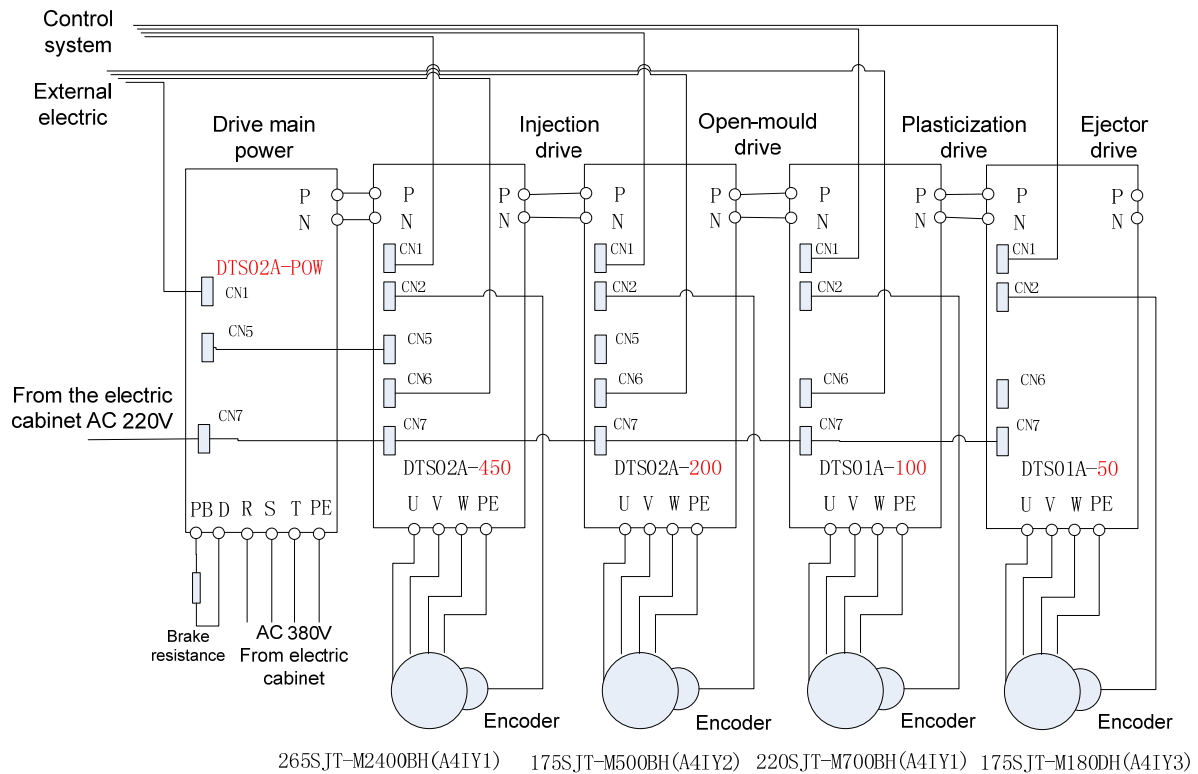 Control
system
External
electric
Drive main
power
Injection
drive
Open-mould
drive
Plasticization
drive
Ejector
drive
P
N
P
N
P
N
P
N
P
N
P
N
P
N
P
N
P
N
DTS02A-POW
CN1
CN5
CN7
CN1
CN2
CN5
CN6
CN7
CN1
CN2
CN5
CN6
CN7
CN1
CN2
CN6
CN7
CN1
CN2
CN6
CN7
From the electric
cabinet AC 220V
DTS02A-450
DTS02A-200
DTS01A-100
DTS01A-50
PB D R S T PE
U V W PE
U V W PE
U V W PE
U V W PE
Brake
resistance
AC 380V
From electric
cabinet
Encoder
Encoder
Encoder
Encoder
265SJT-M2400BH(A4IY1)
175SJT-M500BH(A4IY2)
220SJT-M700BH(A4IY1)
175SJT-M180DH(A4IY3)